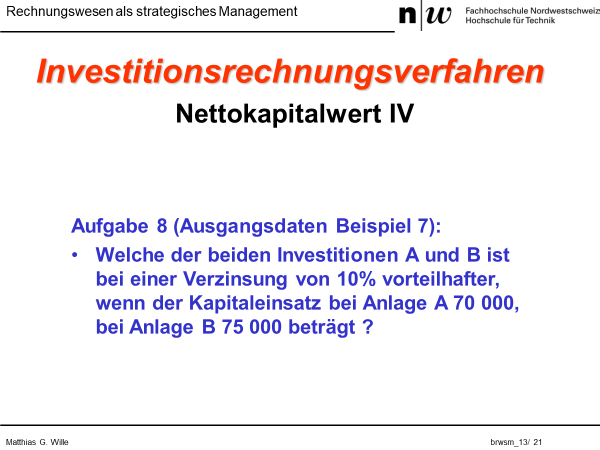 Rechnungswesen als strategisches Management
n|w
Fachhochschule Nordwestschweiz
Hochschule für Technik
Investitionsrechnungsverfahren
Nettokapitalwert IV
Aufgabe 8 (Ausgangsdaten Beispiel 7):
• Welche der beiden Investitionen A und B ist
bei einer Verzinsung von 10% vorteilhafter,
wenn der Kapitaleinsatz bei Anlage A 70 000,
bei Anlage B 75 000 beträgt ?
Matthias G. Wille
brwsm_13/ 21